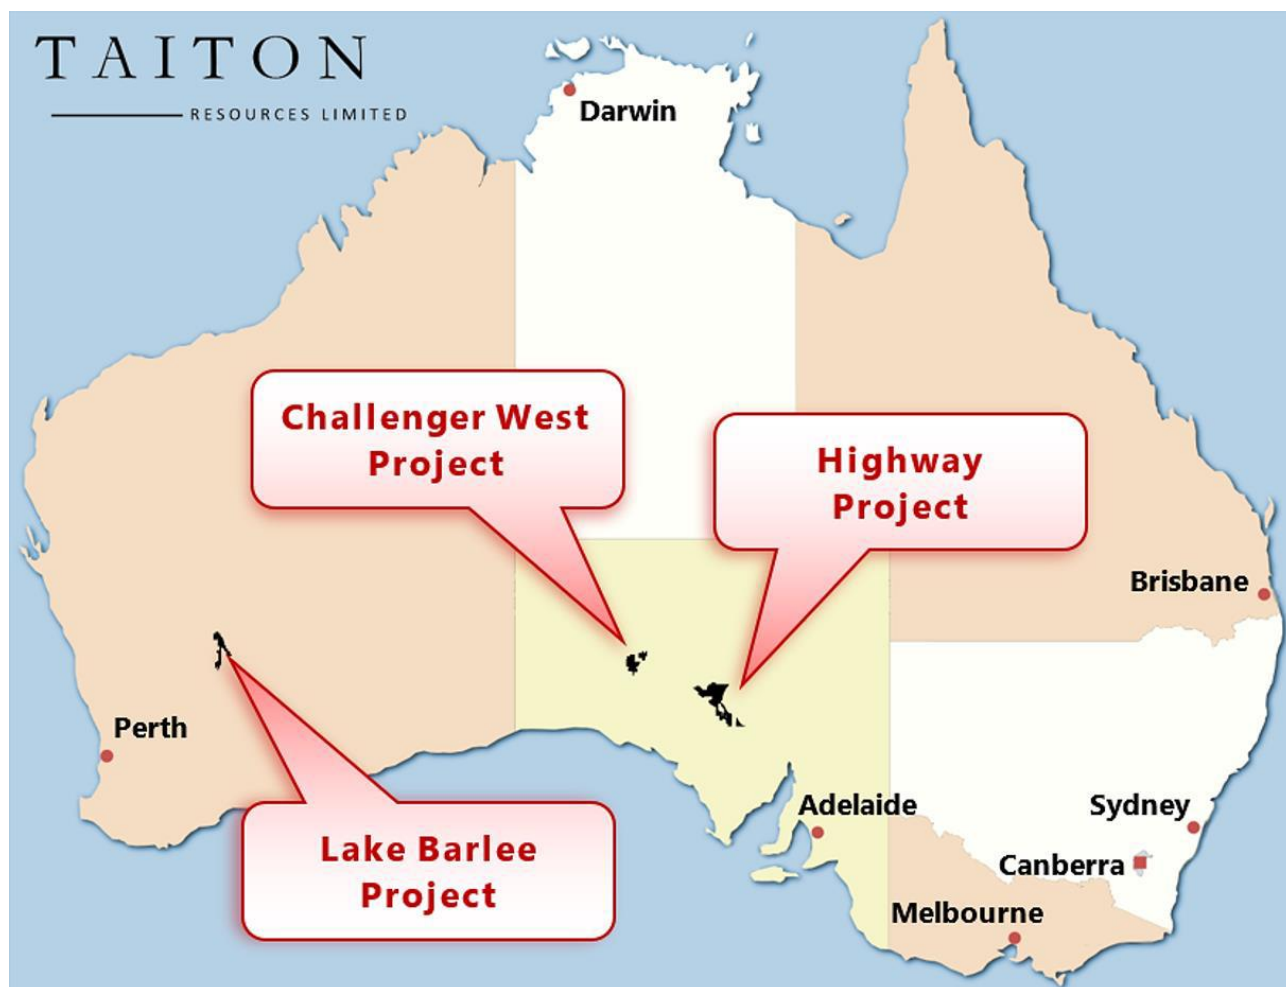 TAITON
RESOURCES LIMITED
Darwin
Challenger West
Project
Highway
Project
Brisbane
Perth
Adelaide
Sydney
Lake Barlee
Project
Canberra
Melbourne